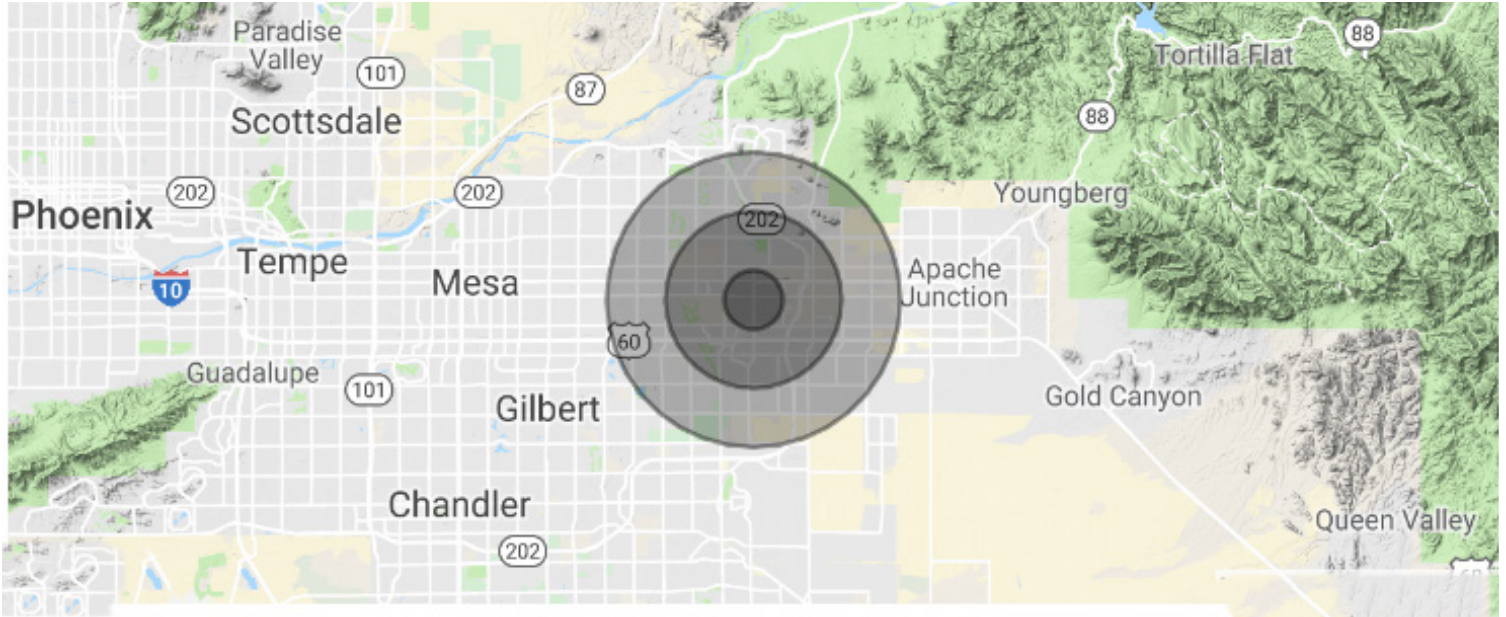 Paradise
Valley
88
Tortilla Flat
101
87
88
Scottsdale
202
202
Youngberg
Phoenix
202
Tempe
Apache
Junction
Mesa
10
60
Guadalupe
101
Gold Canyon
Gilbert
Chandler
Queen Valley
202